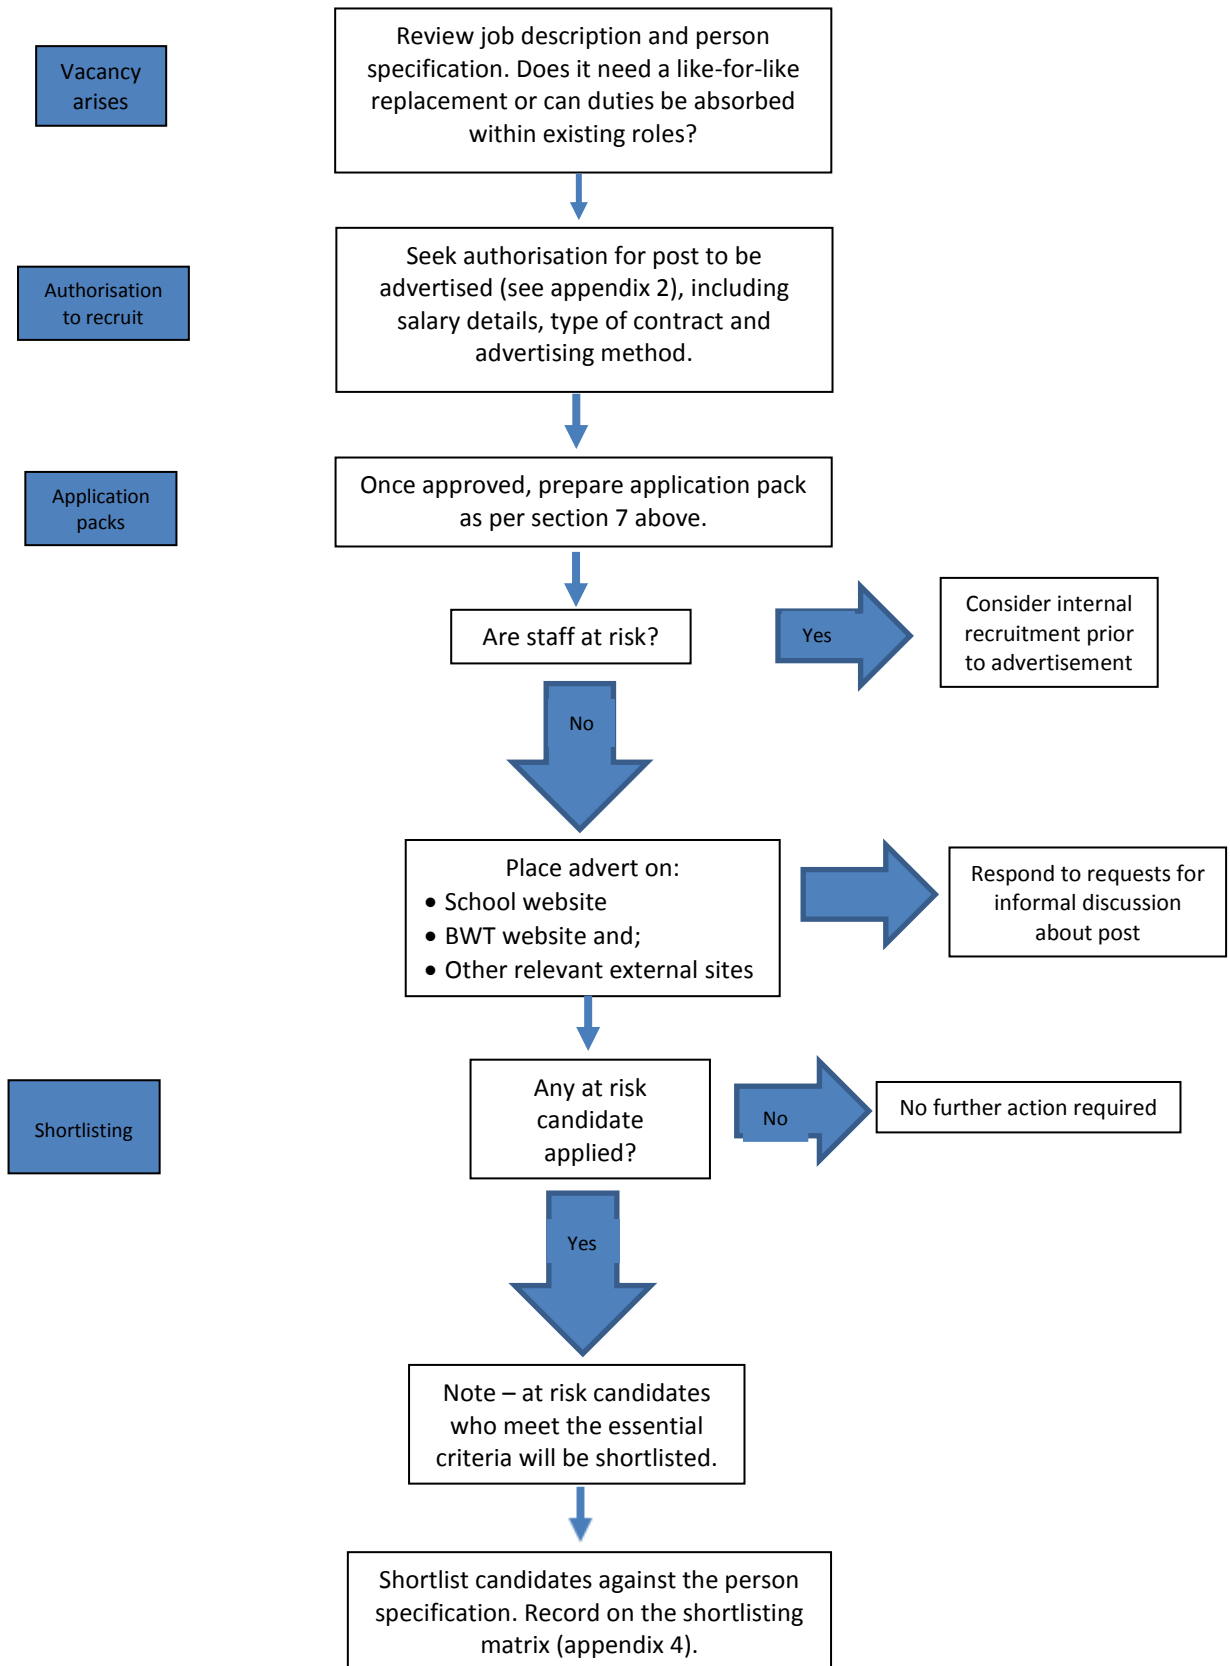 Vacancy
arises
Review job description and person
specification. Does it need a like-for-like
replacement or can duties be absorbed
within existing roles?
Authorisation
to recruit
Seek authorisation for post to be
advertised (see appendix 2), including
salary details, type of contract and
advertising method.
Application
packs
Once approved, prepare application pack
as per section 7 above.
Are staff at risk?
Yes
Consider internal
recruitment prior
to advertisement
No
Place advert on:
• School website
• BWT website and;
• Other relevant external sites
Respond to requests for
informal discussion
about post
Shortlisting
Any at risk
candidate
applied?
No
No further action required
Yes
Note – at risk candidates
who meet the essential
criteria will be shortlisted.
Shortlist candidates against the person
specification. Record on the shortlisting
matrix (appendix 4).